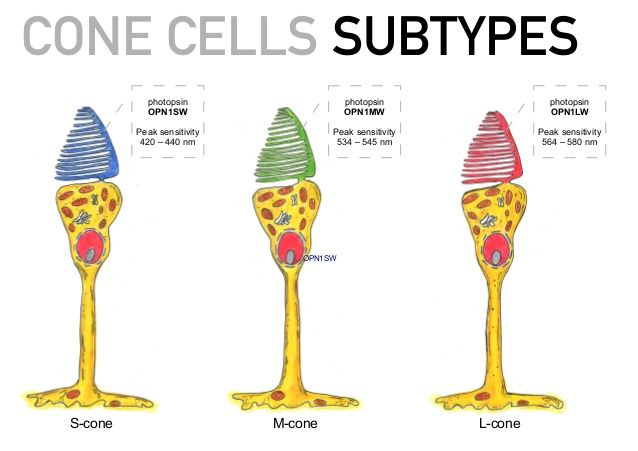 CONE CELLS SUBTYPES
photopsin
OPN1SW
Peak sensitivity
420 – 440 nm
photopsin
OPN1MW
Peak sensitivity
534 – 545 nm
photopsin
OPN1LW
Peak sensitivity
564 – 580 nm
OPN1SW
S-cone
M-cone
L-cone